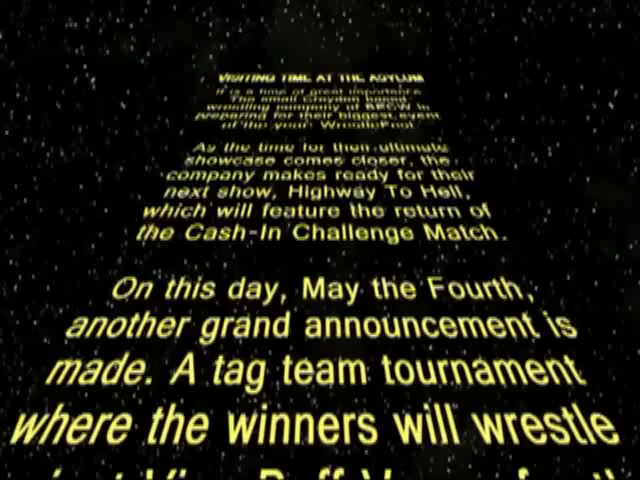 VISITING TIME AT THE ASYLUM
It is a time of great importance
The small Croydon based
wrestling company of
preparing for their biggest event
of the year, WrestleFest
As the time for their ultimate
showcase comes closer, the
company makes ready for their
next show, Highway To Hell,
which will feature the return of
the Cash-In Challenge Match.
On this day, May the Fourth,
another grand announcement is
made. A tag team tournament
where the winners will wrestle